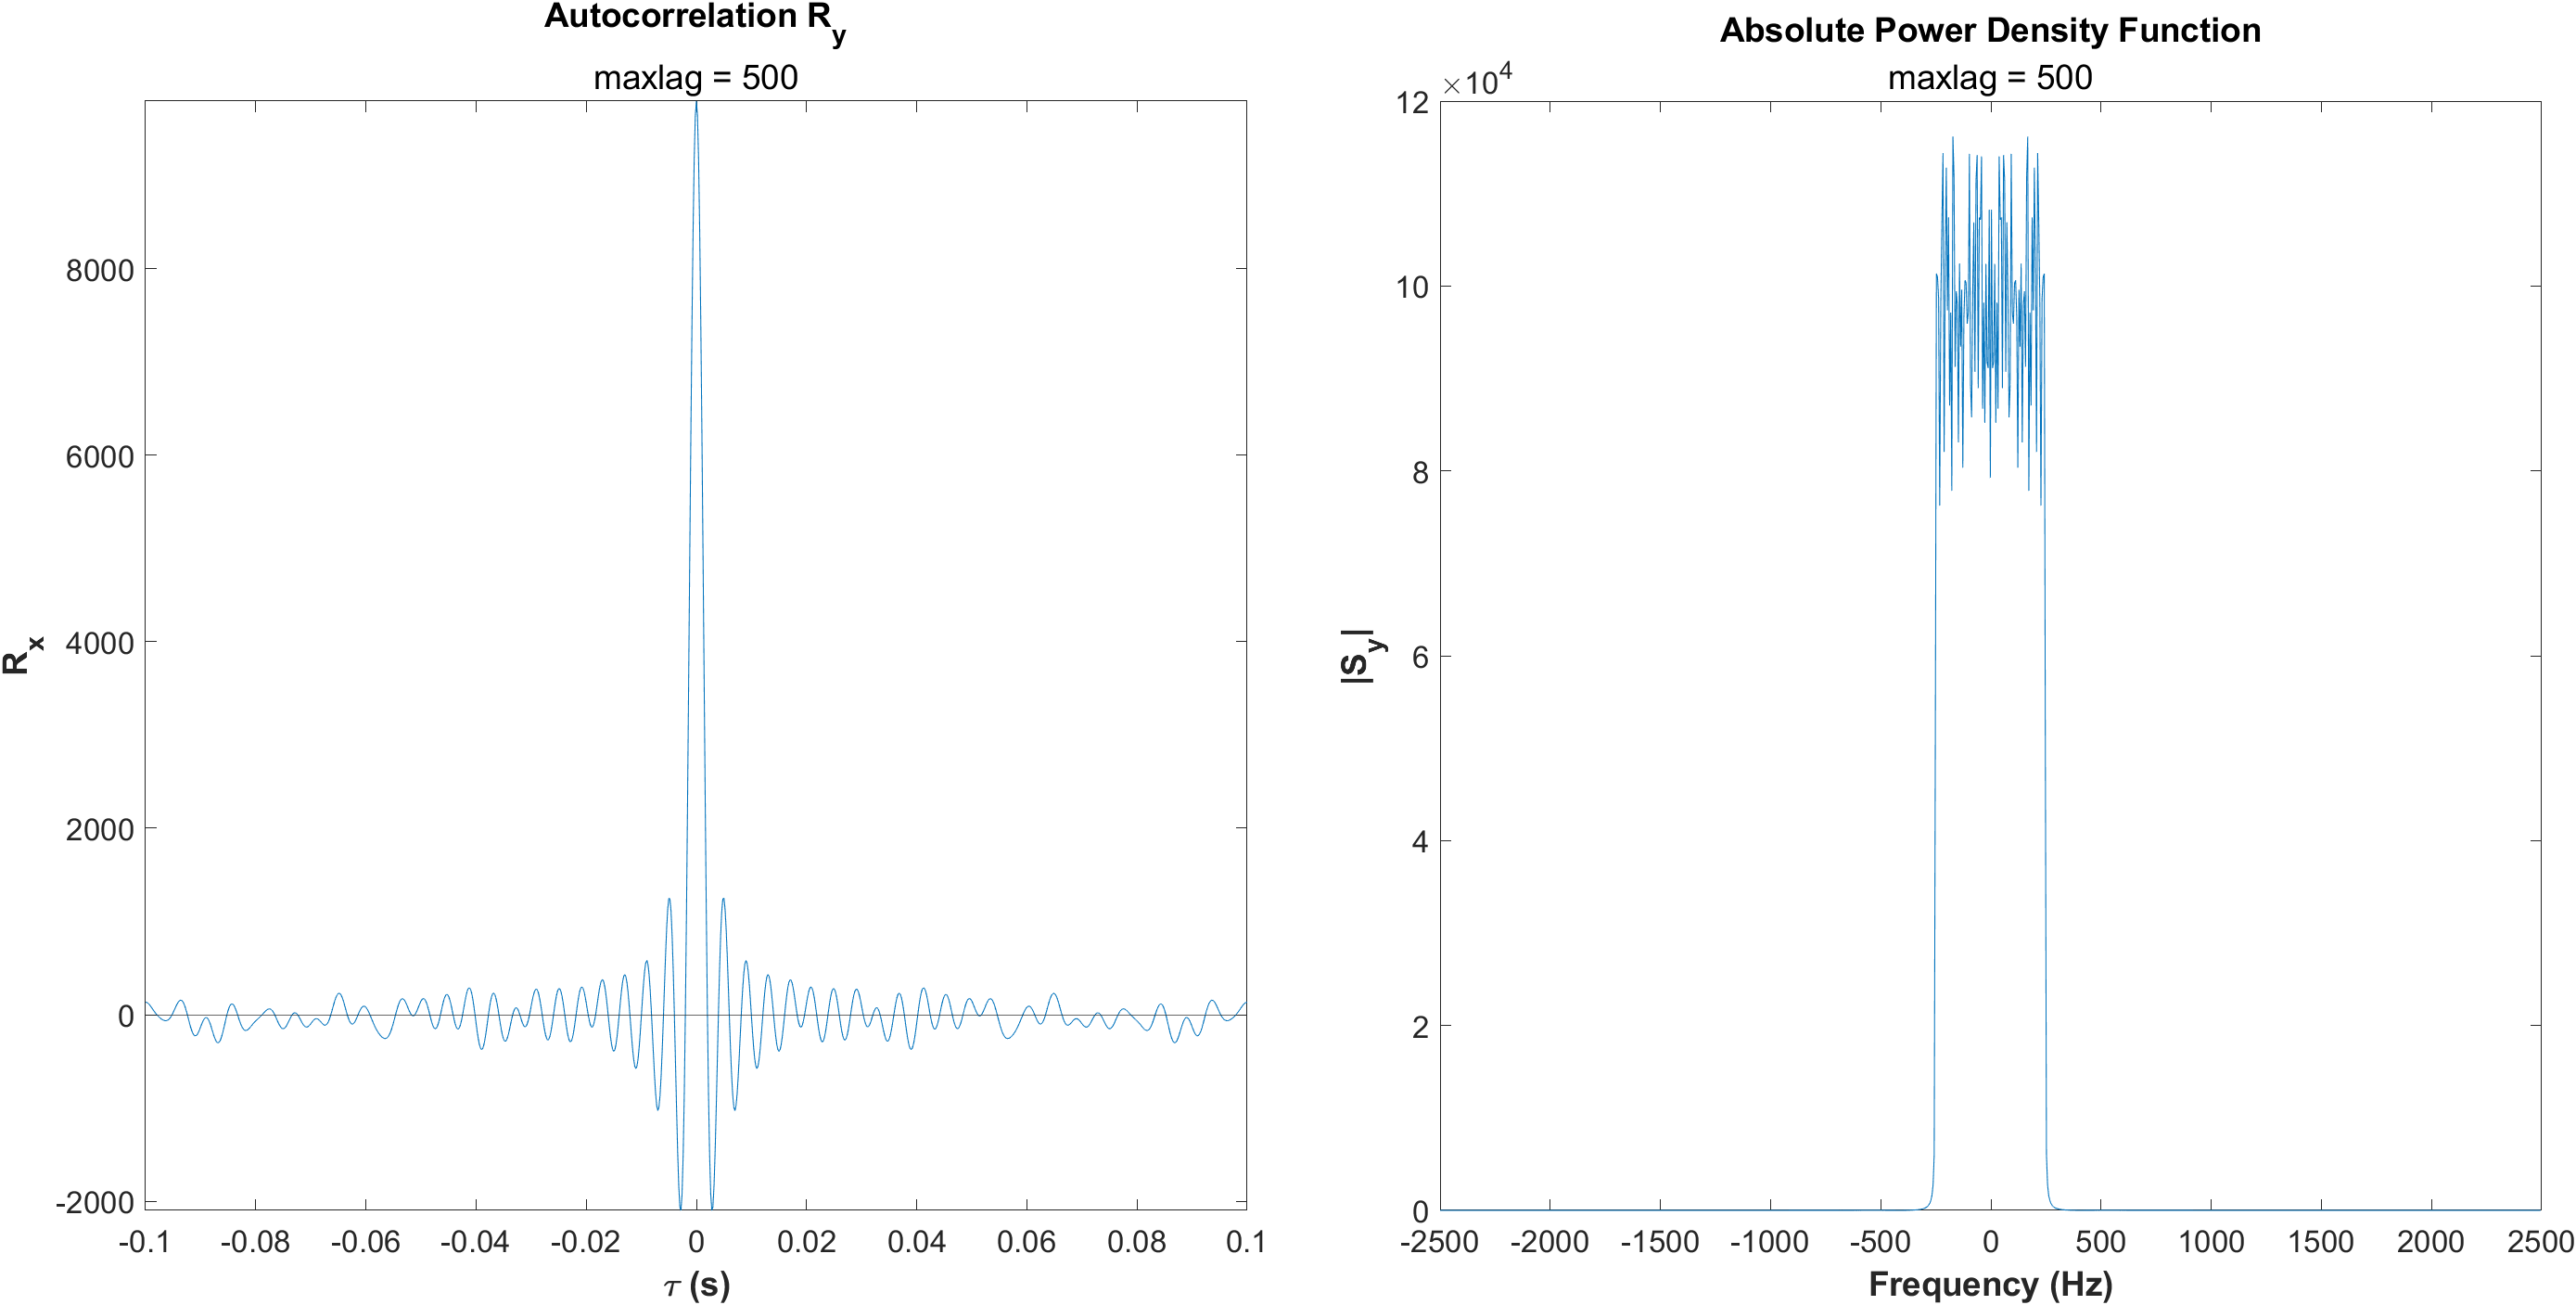 Autocorrelation R_y
maxlag = 500
8000
6000
4000
2000
0
-2000
R_x
-0.1 -0.08 -0.06 -0.04 -0.02 0 0.02 0.04 0.06 0.08 0.1
τ (s)
Absolute Power Density Function
maxlag = 500
×10^4
12
10
8
6
4
2
0
|S_y|
-2500 -2000 -1500 -1000 -500 0 500 1000 1500 2000 2500
Frequency (Hz)